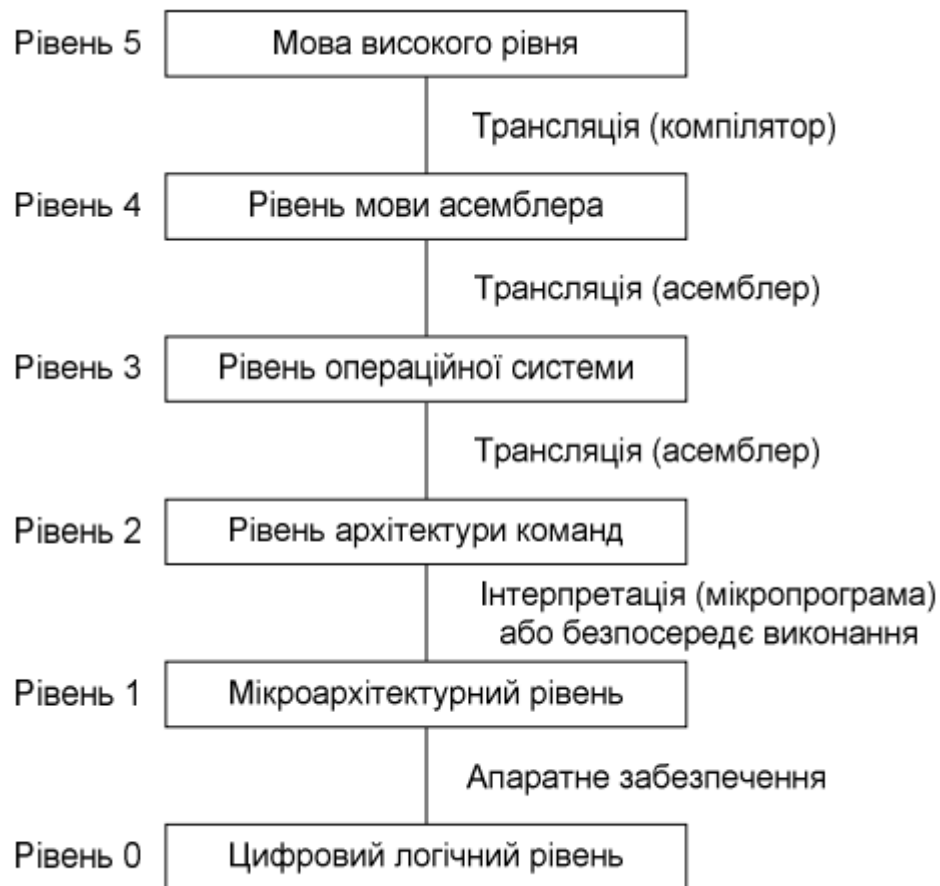 Рівень 5 Мова високого рівня
Трансляція (компілятор)
Рівень 4 Рівень мови асемблера
Трансляція (асемблер)
Рівень 3 Рівень операційної системи
Трансляція (асемблер)
Рівень 2 Рівень архітектури команд
Інтерпретація (мікропрограма)
або безпосереднє виконання
Рівень 1 Мікроархітектурний рівень
Апаратне забезпечення
Рівень 0 Цифровий логічний рівень